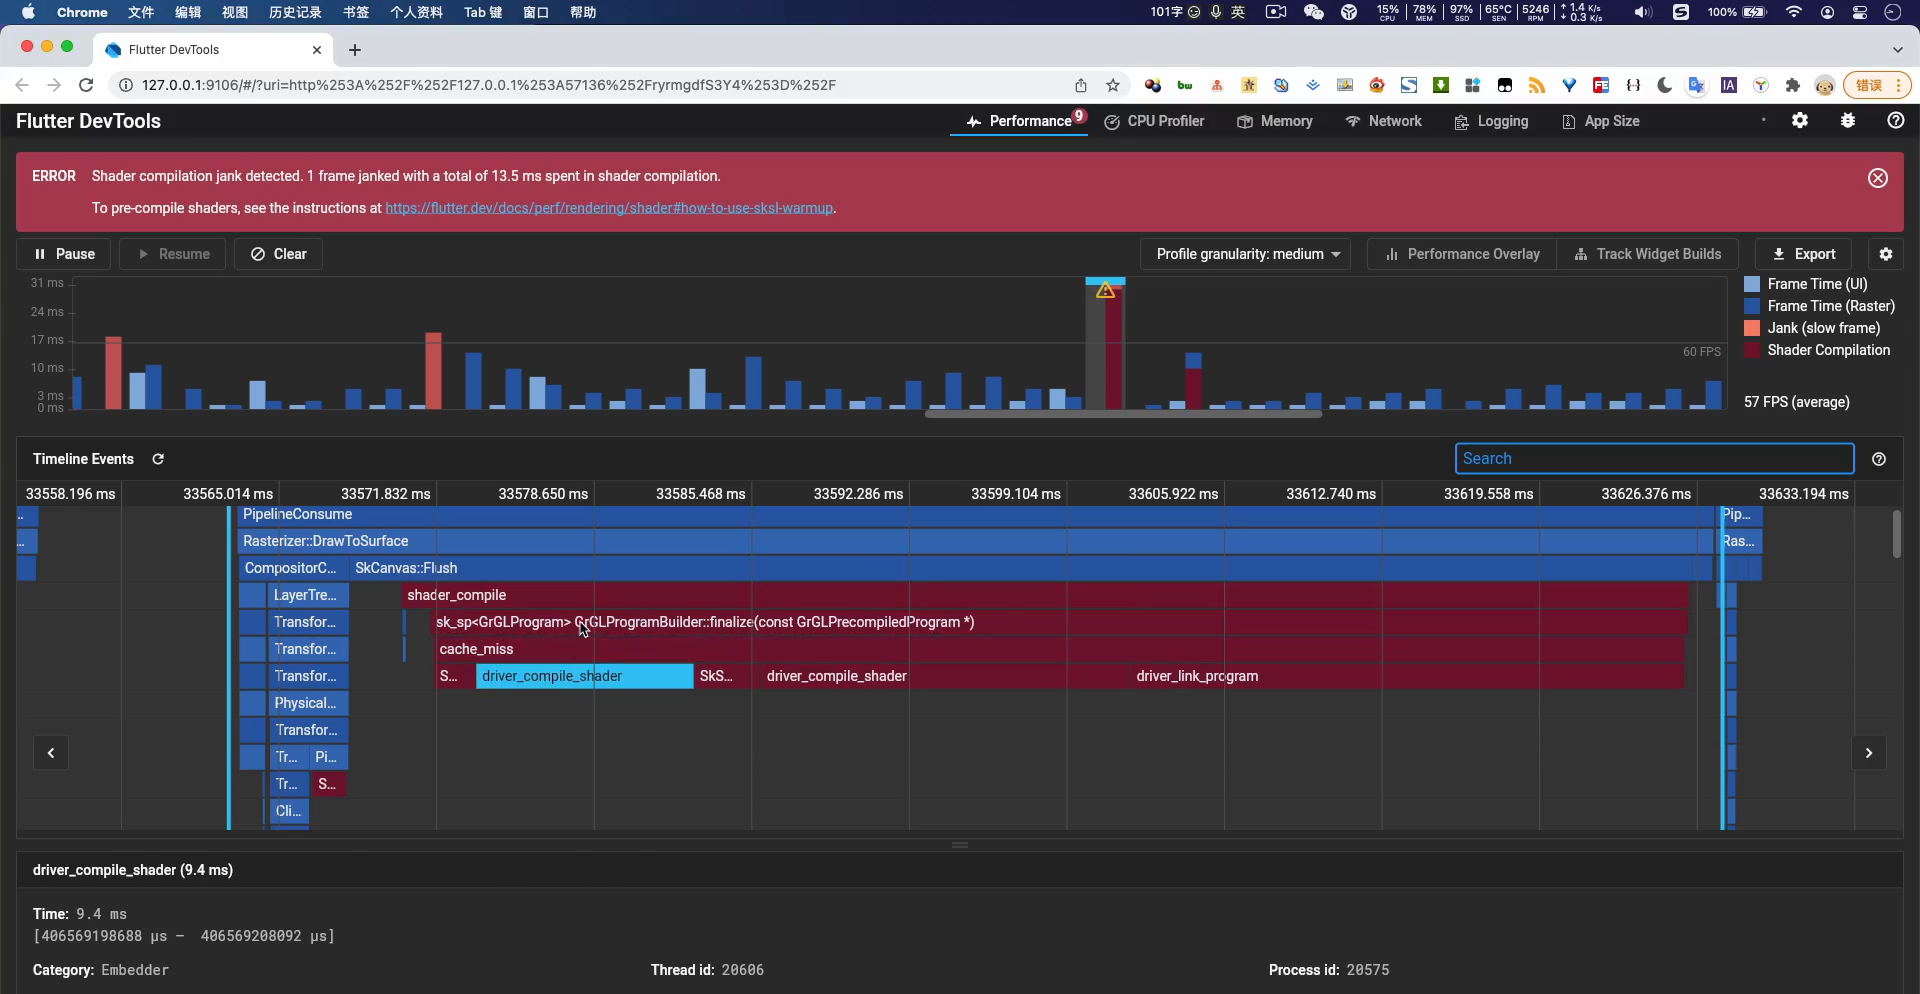 Chrome 文件 编辑 视图 历史记录 书签 个人资料 Tab 键 窗口 帮助 101字 英 15% CPU 78% MEM 97% SSD 65°C SEN 5246 RPM ↑ 1.4 K/s ↓ 0.3 K/s 100%
Flutter DevTools
127.0.0.1:9106/#/?uri=http%253A%252F%252F127.0.0.1%253A57136%252FryrmgdfS3Y4%253D%252F bw FE {·} IA 错误
Flutter DevTools Performance 9 CPU Profiler Memory Network Logging App Size
ERROR Shader compilation jank detected. 1 frame janked with a total of 13.5 ms spent in shader compilation.
To pre-compile shaders, see the instructions at https://flutter.dev/docs/perf/rendering/shader#how-to-use-sksl-warmup.
Pause Resume Clear Profile granularity: medium Performance Overlay Track Widget Builds Export
31 ms Frame Time (UI)
24 ms Frame Time (Raster)
17 ms Jank (slow frame)
60 FPS Shader Compilation
10 ms
3 ms
0 ms 57 FPS (average)
Timeline Events Search
33558.196 ms 33565.014 ms 33571.832 ms 33578.650 ms 33585.468 ms 33592.286 ms 33599.104 ms 33605.922 ms 33612.740 ms 33619.558 ms 33626.376 ms 33633.194 ms
.. PipelineConsume Pip...
... Rasterizer::DrawToSurface Ras...
CompositorC... SkCanvas::Flush
LayerTre... shader_compile
Transfor... sk_sp<GrGLProgram> GrGLProgramBuilder::finalize(const GrGLPrecompiledProgram *)
Transfor... cache_miss
Transfor... S... driver_compile_shader SkS... driver_compile_shader driver_link_program
Physical...
Transfor...
Tr... Pi...
Tr... S...
Cli...
driver_compile_shader (9.4 ms)
Time: 9.4 ms
[406569198688 μs — 406569208092 μs]
Category: Embedder Thread id: 20606 Process id: 20575